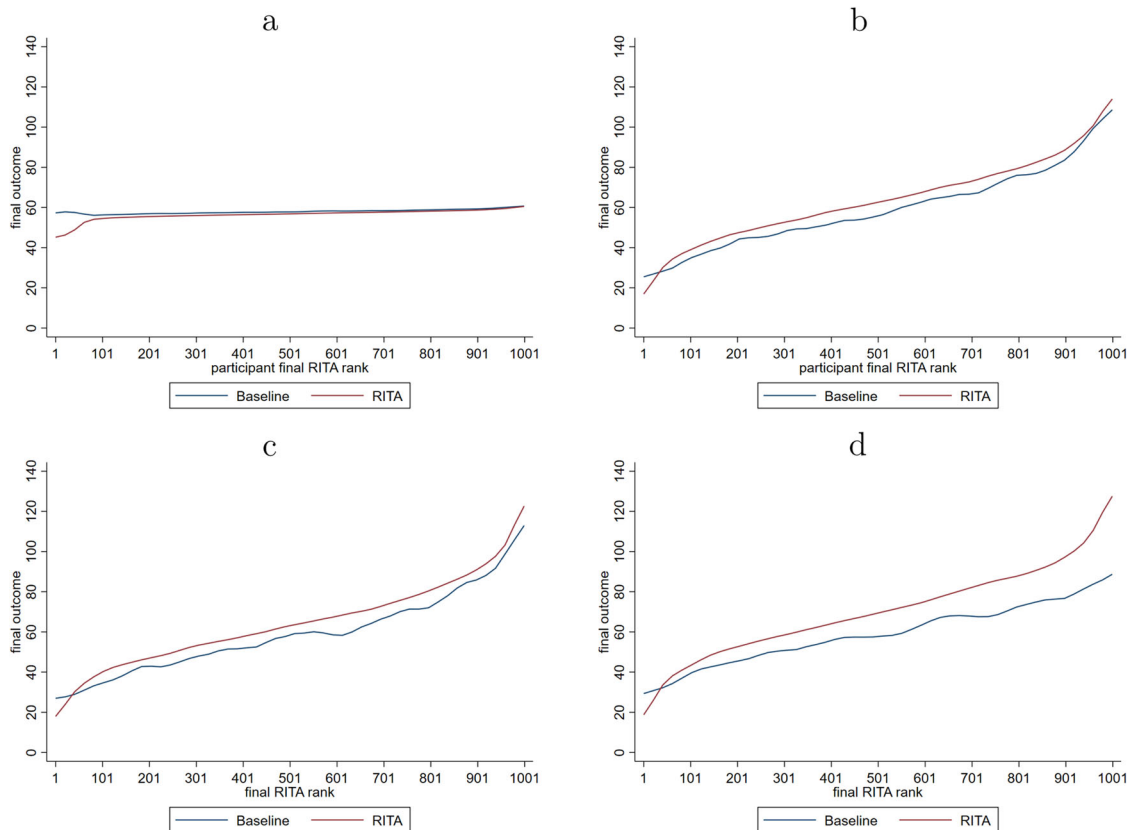 a
final outcome
0 20 40 60 80 100 120 140
1 101 201 301 401 501 601 701 801 901 1001
participant final RITA rank
Baseline RITA
b
final outcome
0 20 40 60 80 100 120 140
1 101 201 301 401 501 601 701 801 901 1001
participant final RITA rank
Baseline RITA
c
final outcome
0 20 40 60 80 100 120 140
1 101 201 301 401 501 601 701 801 901 1001
final RITA rank
Baseline RITA
d
final outcome
0 20 40 60 80 100 120 140
1 101 201 301 401 501 601 701 801 901 1001
final RITA rank
Baseline RITA